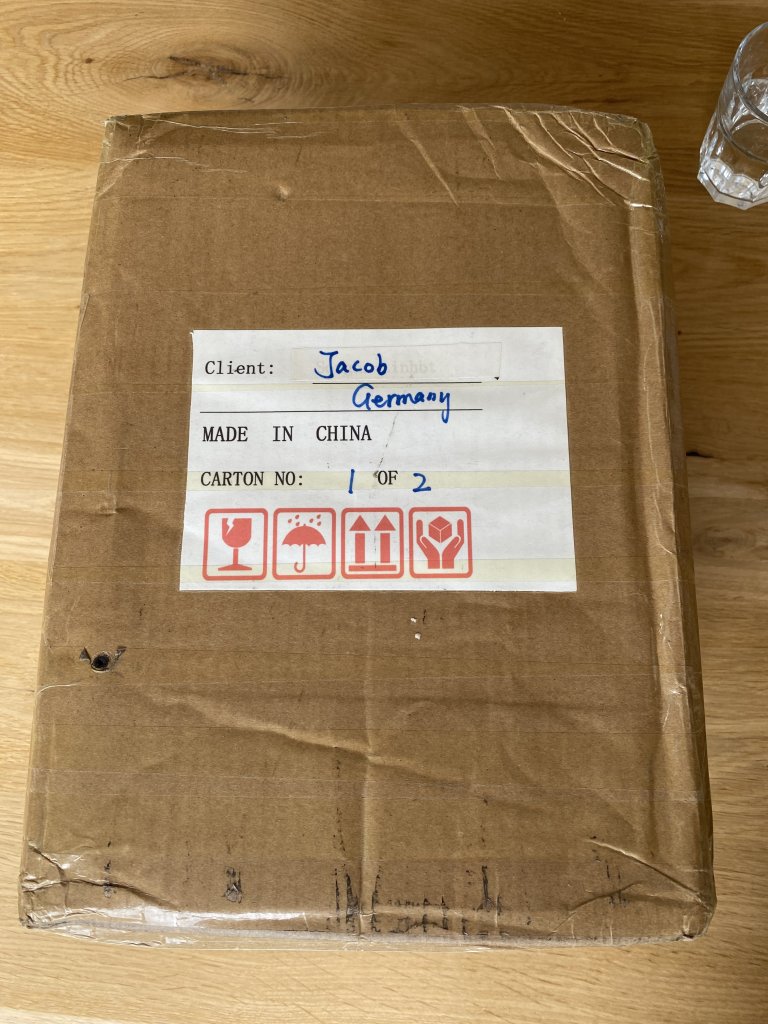 Client: Jacob
Germany
MADE IN CHINA
CARTON NO: 1 OF 2